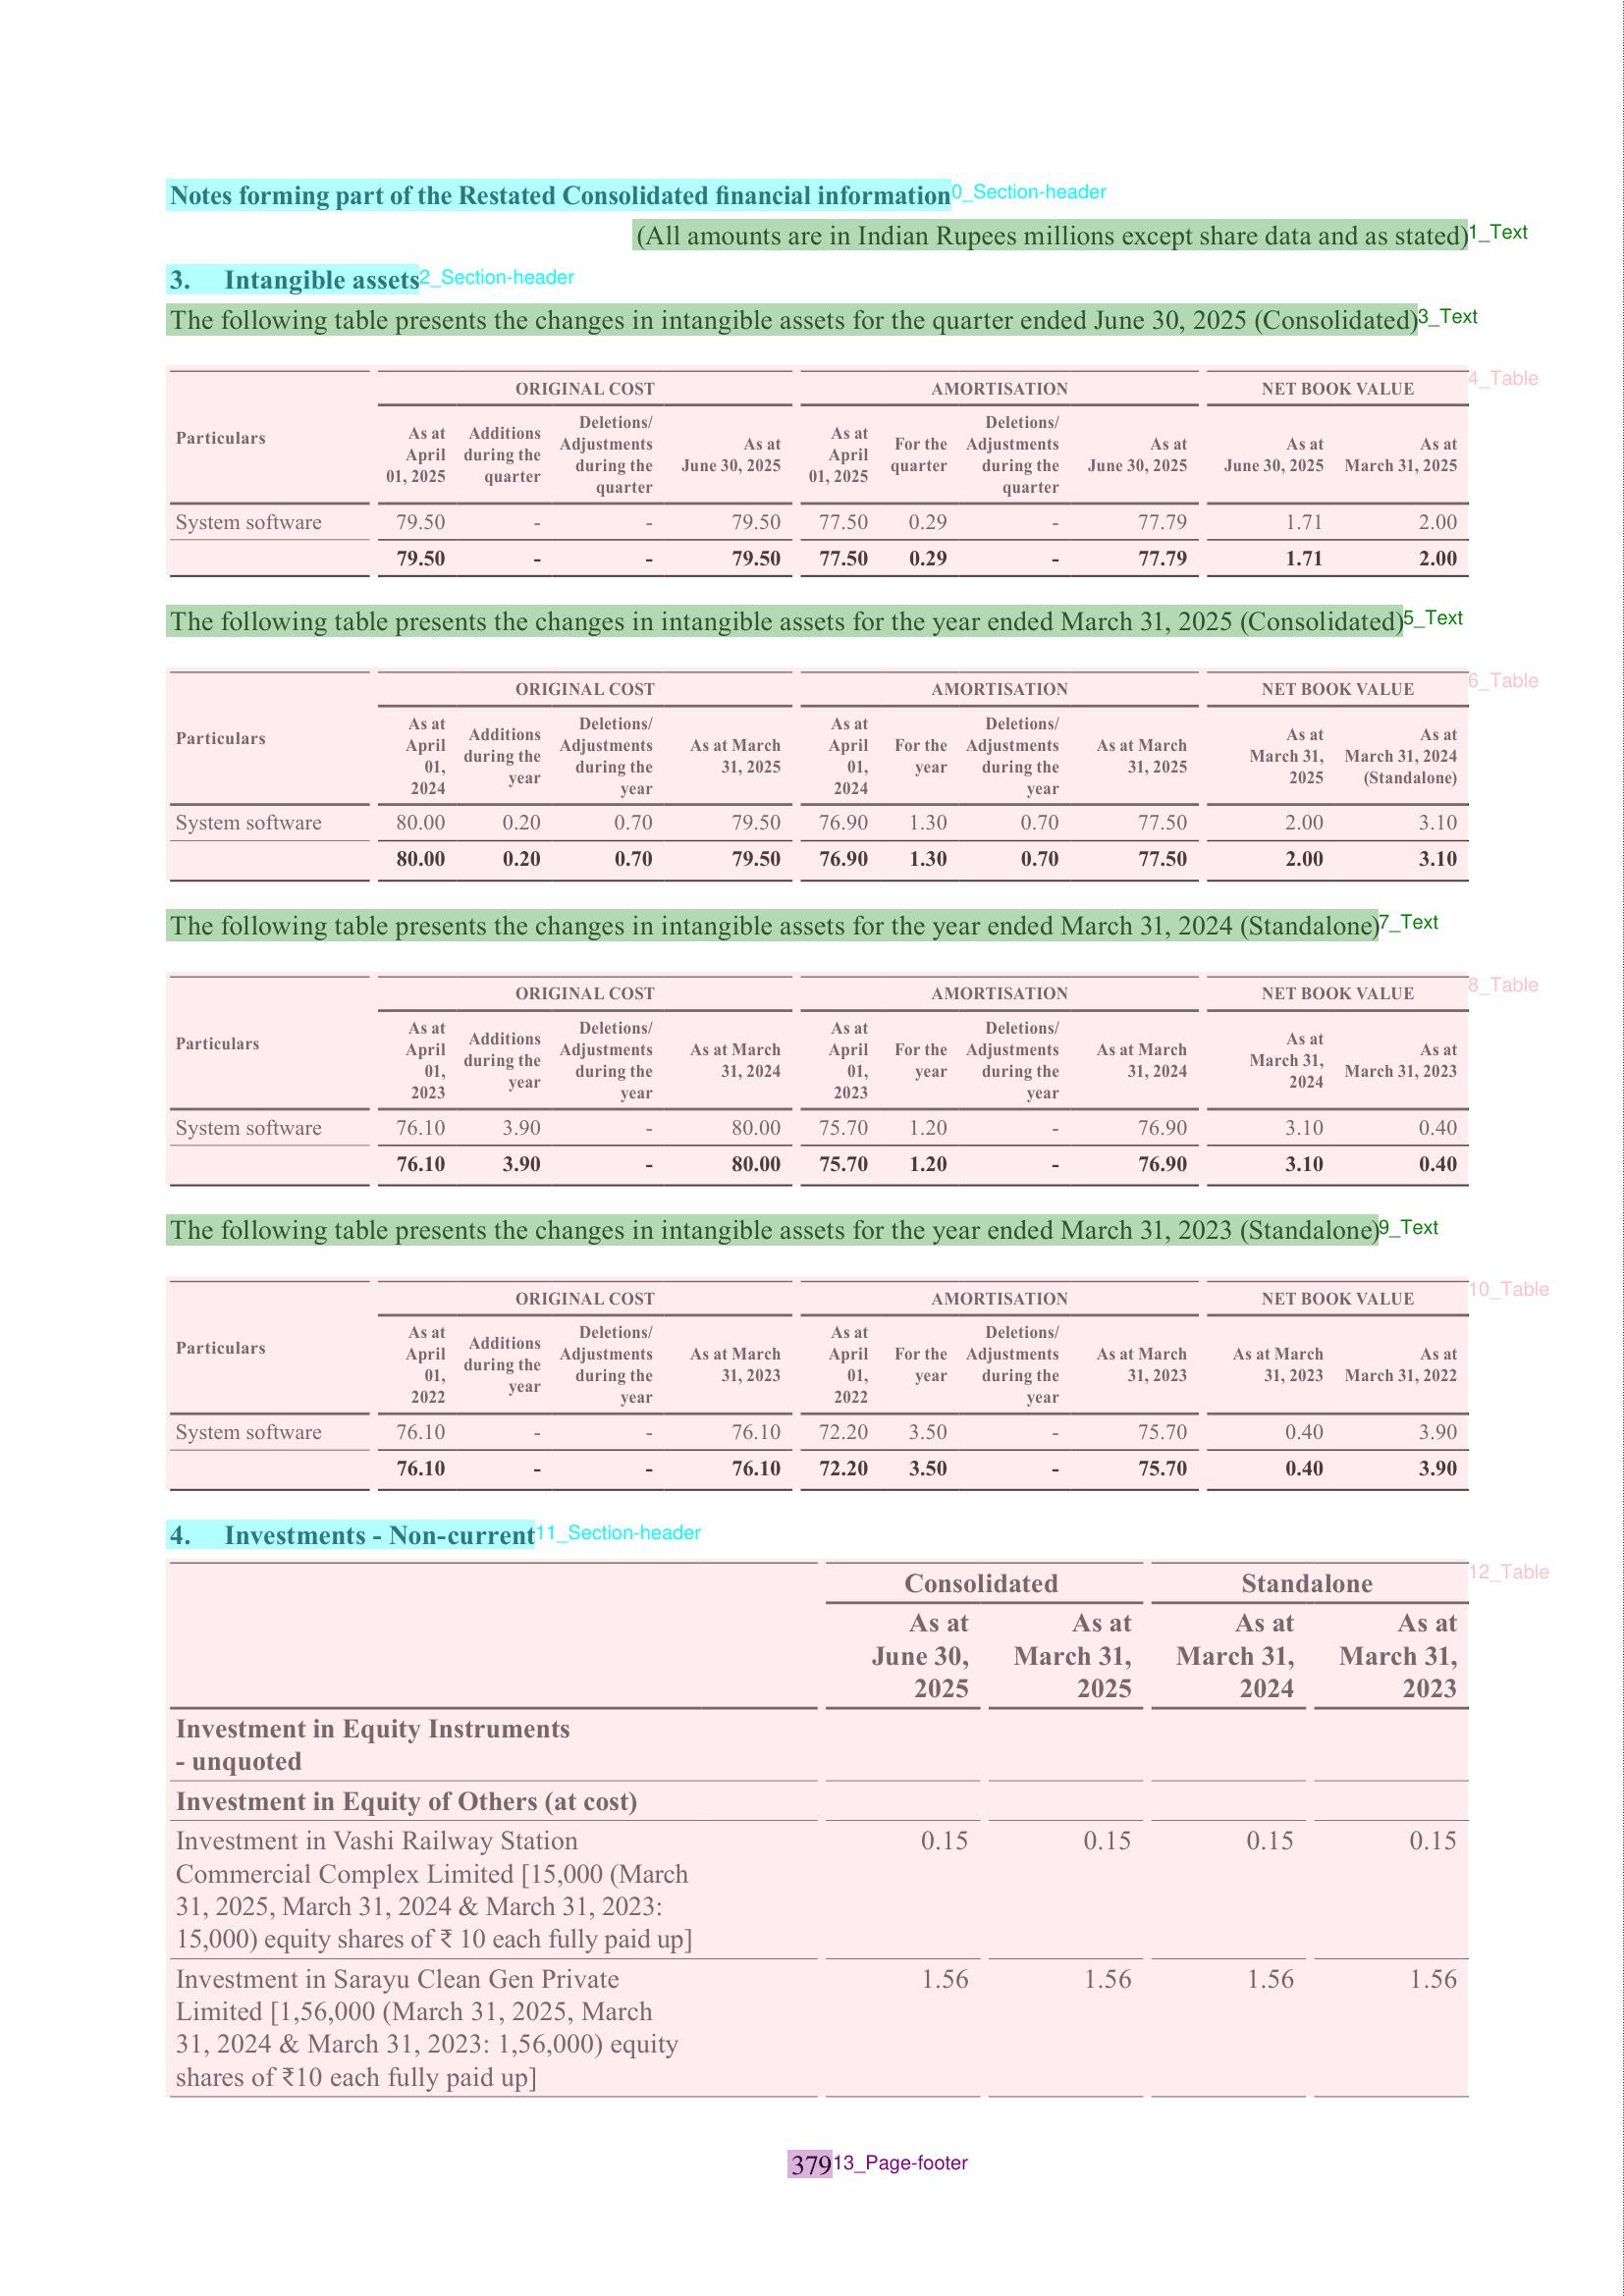 Notes forming part of the Restated Consolidated financial information0_Section-header
(All amounts are in Indian Rupees millions except share data and as stated)1_Text
3. Intangible assets2_Section-header
The following table presents the changes in intangible assets for the quarter ended June 30, 2025 (Consolidated)3_Text
4_Table
Particulars ORIGINAL COST AMORTISATION NET BOOK VALUE
As at April 01, 2025 Additions during the quarter Deletions/ Adjustments during the quarter As at June 30, 2025 As at April 01, 2025 For the quarter Deletions/ Adjustments during the quarter As at June 30, 2025 As at June 30, 2025 As at March 31, 2025
System software 79.50 - - 79.50 77.50 0.29 - 77.79 1.71 2.00
79.50 - - 79.50 77.50 0.29 - 77.79 1.71 2.00
The following table presents the changes in intangible assets for the year ended March 31, 2025 (Consolidated)5_Text
6_Table
Particulars ORIGINAL COST AMORTISATION NET BOOK VALUE
As at April 01, 2024 Additions during the year Deletions/ Adjustments during the year As at March 31, 2025 As at April 01, 2024 For the year Deletions/ Adjustments during the year As at March 31, 2025 As at March 31, 2025 As at March 31, 2024 (Standalone)
System software 80.00 0.20 0.70 79.50 76.90 1.30 0.70 77.50 2.00 3.10
80.00 0.20 0.70 79.50 76.90 1.30 0.70 77.50 2.00 3.10
The following table presents the changes in intangible assets for the year ended March 31, 2024 (Standalone)7_Text
8_Table
Particulars ORIGINAL COST AMORTISATION NET BOOK VALUE
As at April 01, 2023 Additions during the year Deletions/ Adjustments during the year As at March 31, 2024 As at April 01, 2023 For the year Deletions/ Adjustments during the year As at March 31, 2024 As at March 31, 2024 As at March 31, 2023
System software 76.10 3.90 - 80.00 75.70 1.20 - 76.90 3.10 0.40
76.10 3.90 - 80.00 75.70 1.20 - 76.90 3.10 0.40
The following table presents the changes in intangible assets for the year ended March 31, 2023 (Standalone)9_Text
10_Table
Particulars ORIGINAL COST AMORTISATION NET BOOK VALUE
As at April 01, 2022 Additions during the year Deletions/ Adjustments during the year As at March 31, 2023 As at April 01, 2022 For the year Deletions/ Adjustments during the year As at March 31, 2023 As at March 31, 2023 As at March 31, 2022
System software 76.10 - - 76.10 72.20 3.50 - 75.70 0.40 3.90
76.10 - - 76.10 72.20 3.50 - 75.70 0.40 3.90
4. Investments - Non-current11_Section-header
12_Table
Consolidated Standalone
As at June 30, 2025 As at March 31, 2025 As at March 31, 2024 As at March 31, 2023
Investment in Equity Instruments
- unquoted
Investment in Equity of Others (at cost)
Investment in Vashi Railway Station 0.15 0.15 0.15 0.15
Commercial Complex Limited [15,000 (March
31, 2025, March 31, 2024 & March 31, 2023:
15,000) equity shares of ₹ 10 each fully paid up]
Investment in Sarayu Clean Gen Private 1.56 1.56 1.56 1.56
Limited [1,56,000 (March 31, 2025, March
31, 2024 & March 31, 2023: 1,56,000) equity
shares of ₹10 each fully paid up]
37913_Page-footer